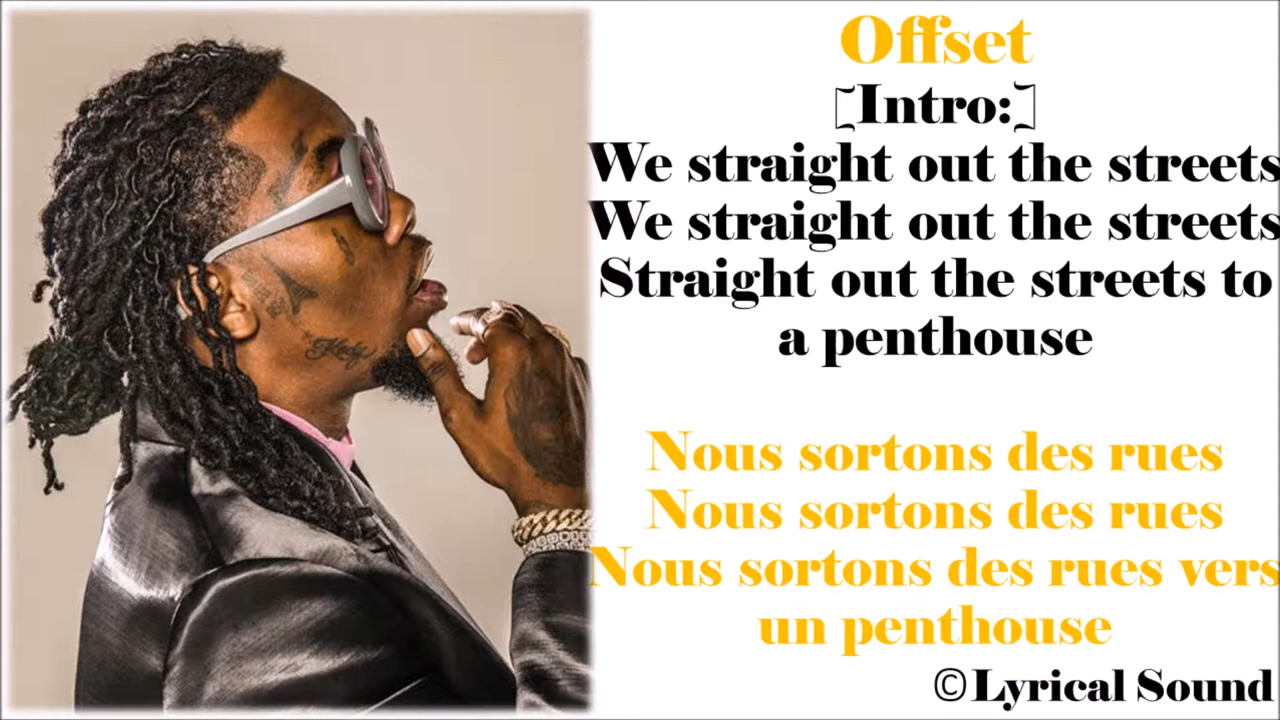 Offset
[Intro:]
We straight out the streets
We straight out the streets
Straight out the streets to
a penthouse
Nous sortons des rues
Nous sortons des rues
Nous sortons des rues vers
un penthouse
©Lyrical Sound